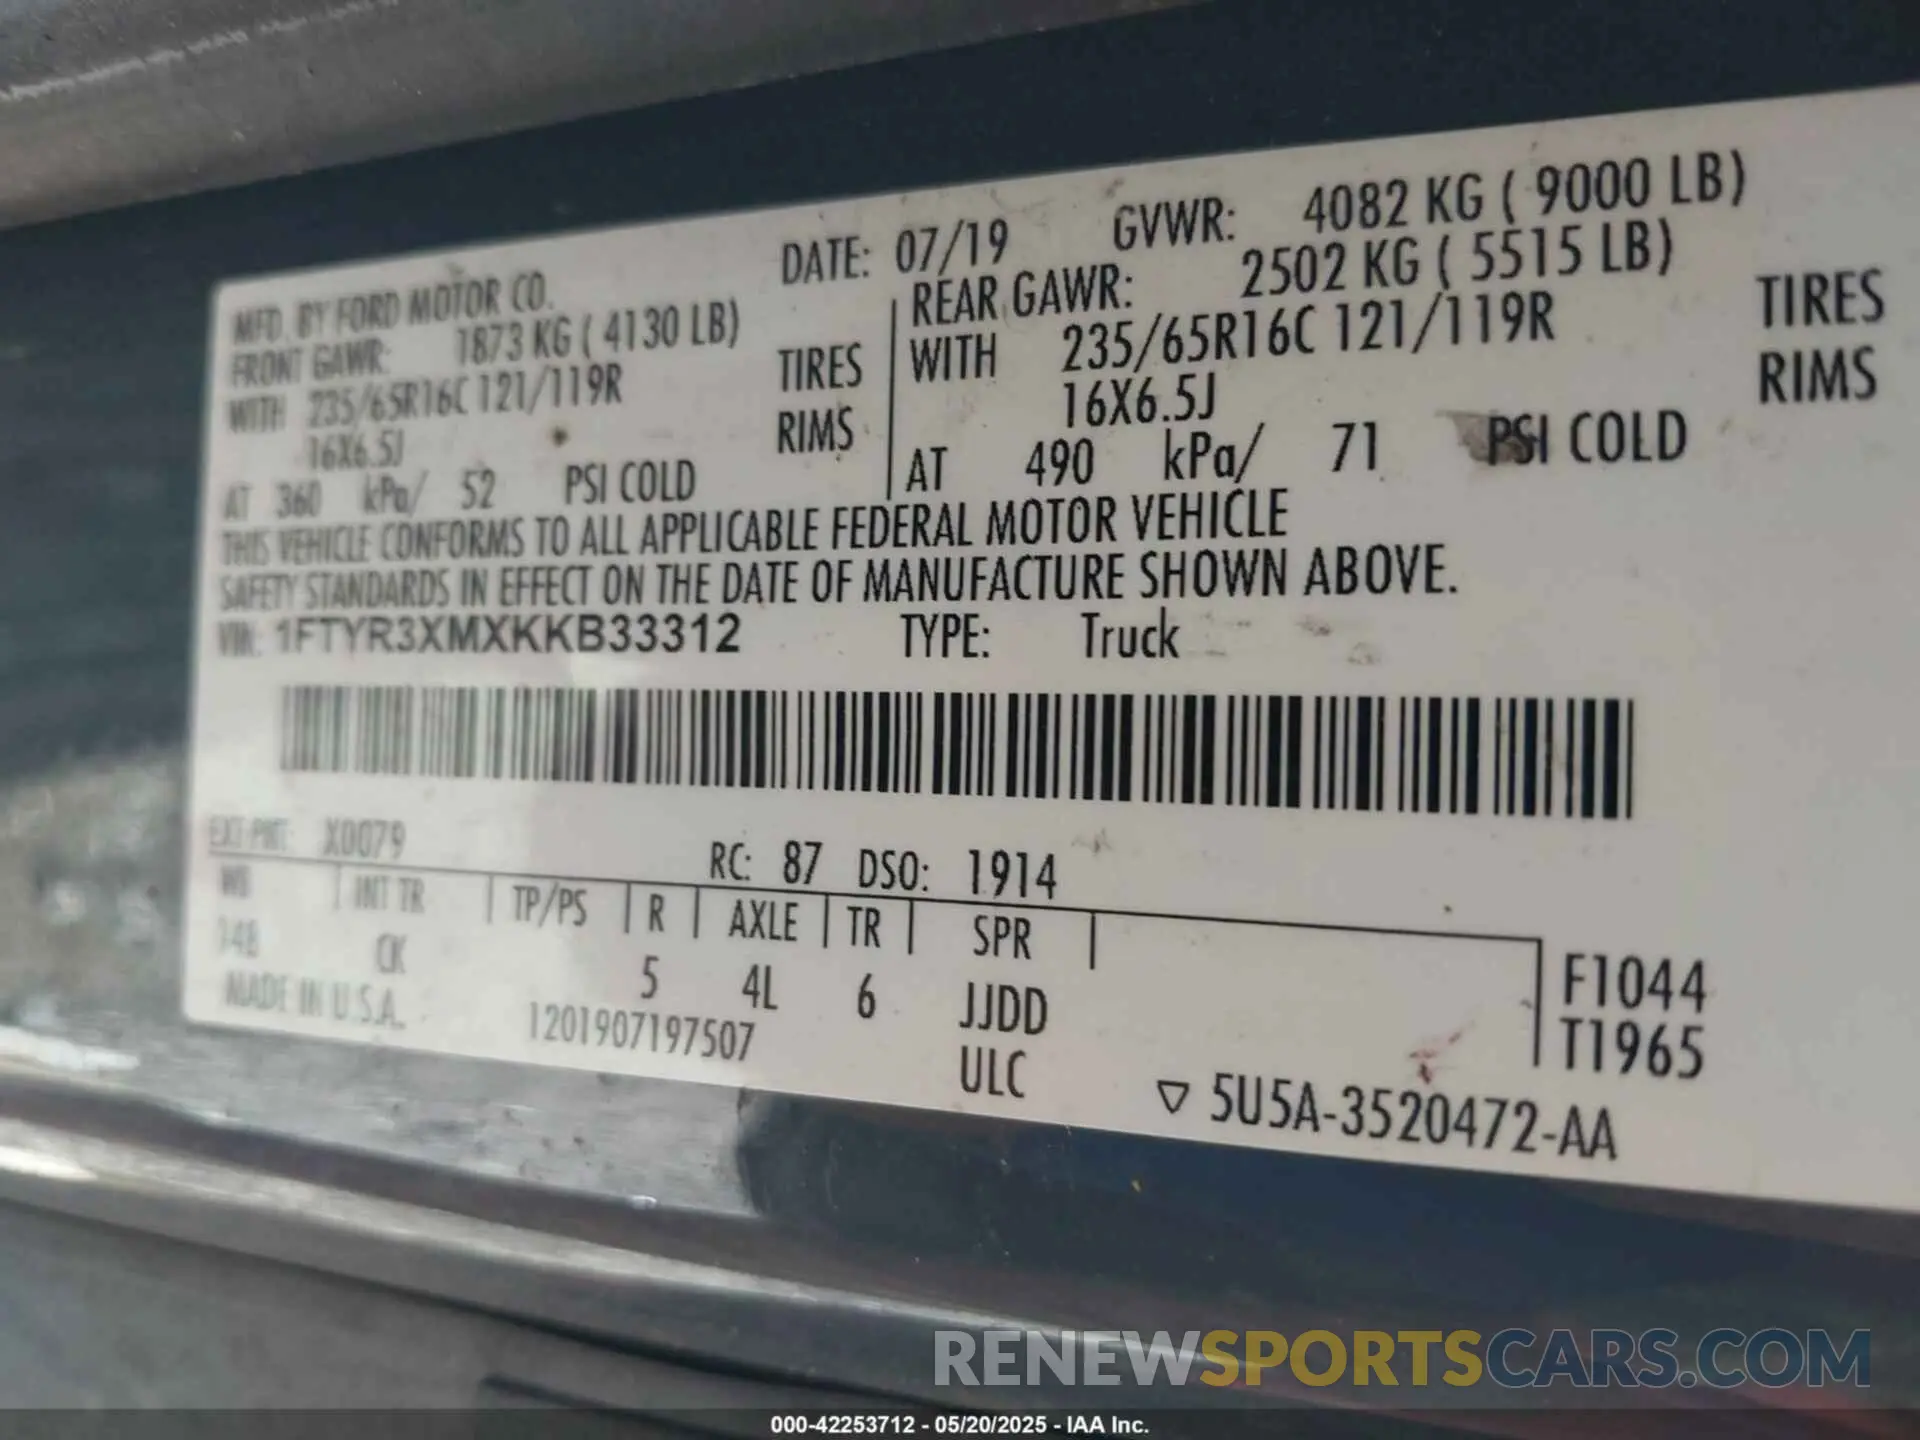 MFD. BY FORD MOTOR CO. DATE: 07/19 GVWR: 4082 KG ( 9000 LB)
FRONT GAWR: 1873 KG ( 4130 LB) REAR GAWR: 2502 KG ( 5515 LB)
WITH 235/65R16C 121/119R TIRES WITH 235/65R16C 121/119R TIRES
16X6.5J RIMS 16X6.5J RIMS
AT 360 kPa/ 52 PSI COLD AT 490 kPa/ 71 PSI COLD
THIS VEHICLE CONFORMS TO ALL APPLICABLE FEDERAL MOTOR VEHICLE
SAFETY STANDARDS IN EFFECT ON THE DATE OF MANUFACTURE SHOWN ABOVE.
VIN: 1FTYR3XMXKKB33312 TYPE: Truck
EXT PNT: X0079 RC: 87 DSO: 1914
WB INT TR TP/PS R AXLE TR SPR
148 CK 5 4L 6 JJDD F1044
MADE IN U.S.A. 1201907197507 ULC T1965
▽ 5U5A-3520472-AA
RENEWSPORTSCARS.COM
000-42253712 - 05/20/2025 - IAA Inc.